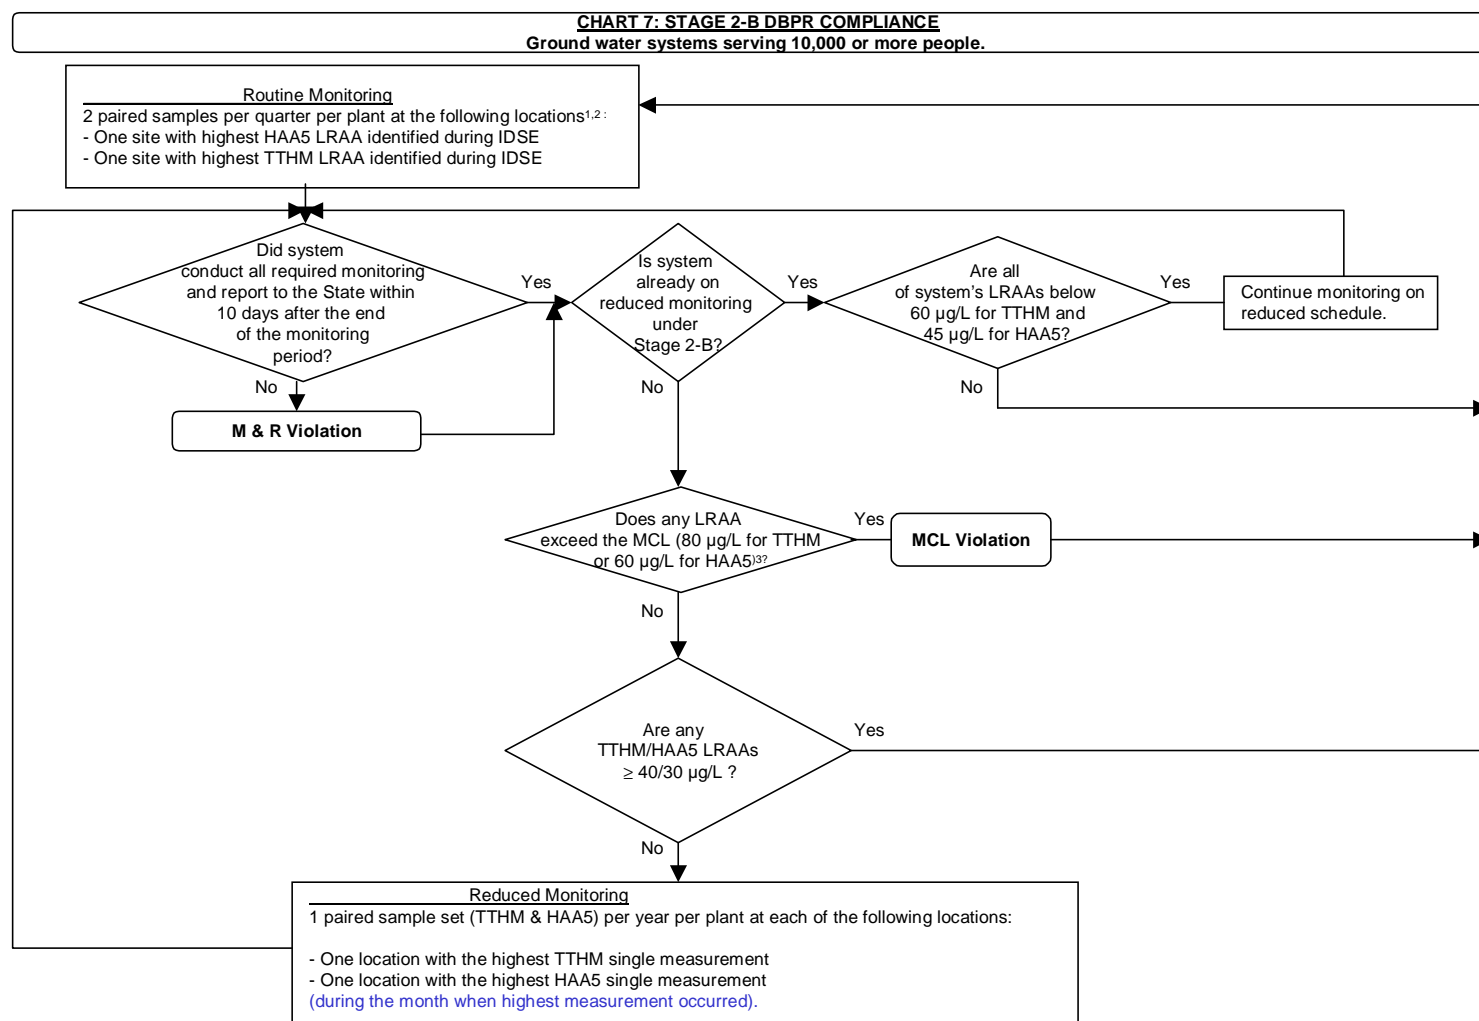 CHART 7: STAGE 2-B DBPR COMPLIANCE
Ground water systems serving 10,000 or more people.
Routine Monitoring
2 paired samples per quarter per plant at the following locations1,2 :
- One site with highest HAA5 LRAA identified during IDSE
- One site with highest TTHM LRAA identified during IDSE
Did system
conduct all required monitoring
and report to the State within
10 days after the end
of the monitoring
period?
Yes
No
M & R Violation
Is system
already on
reduced monitoring
under
Stage 2-B?
Yes
No
Are all
of system's LRAAs below
60 µg/L for TTHM and
45 µg/L for HAA5?
Yes
No
Continue monitoring on
reduced schedule.
Does any LRAA
exceed the MCL (80 µg/L for TTHM
or 60 µg/L for HAA5)3?
Yes
No
MCL Violation
Are any
TTHM/HAA5 LRAAs
≥ 40/30 µg/L ?
Yes
No
Reduced Monitoring
1 paired sample set (TTHM & HAA5) per year per plant at each of the following locations:
- One location with the highest TTHM single measurement
- One location with the highest HAA5 single measurement
(during the month when highest measurement occurred).